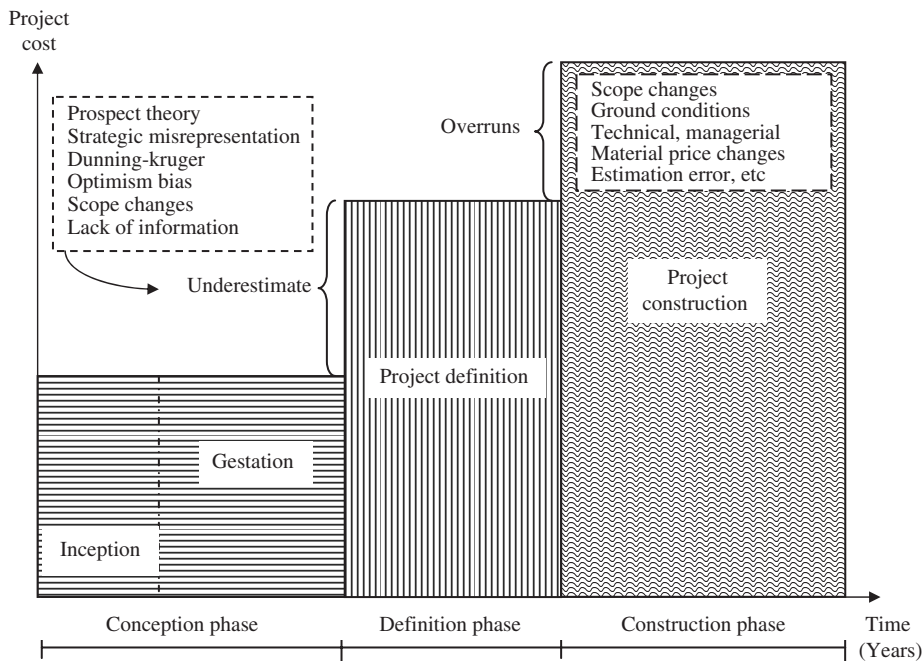 Project
cost
Prospect theory
Strategic misrepresentation
Dunning-kruger
Optimism bias
Scope changes
Lack of information
Underestimate
Overruns
Scope changes
Ground conditions
Technical, managerial
Material price changes
Estimation error, etc
Project
construction
Project definition
Gestation
Inception
Conception phase
Definition phase
Construction phase
Time
(Years)